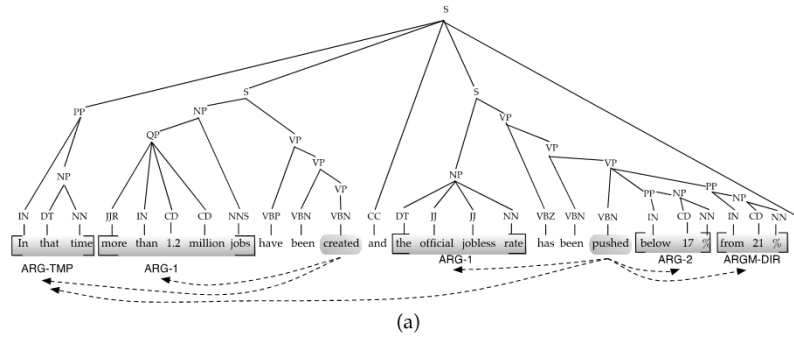 S
S
PP NP S
QP VP VP
NP VP NP VP VP
VP PP NP PP NP
IN DT NN JJR IN CD CD NNS VBP VBN VBN CC DT JJ JJ NN VBZ VBN VBN IN CD NN IN CD NN
In that time more than 1.2 million jobs have been created and the official jobless rate has been pushed below 17 % from 21 %
ARG-TMP ARG-1 ARG-1 ARG-2 ARGM-DIR
(a)